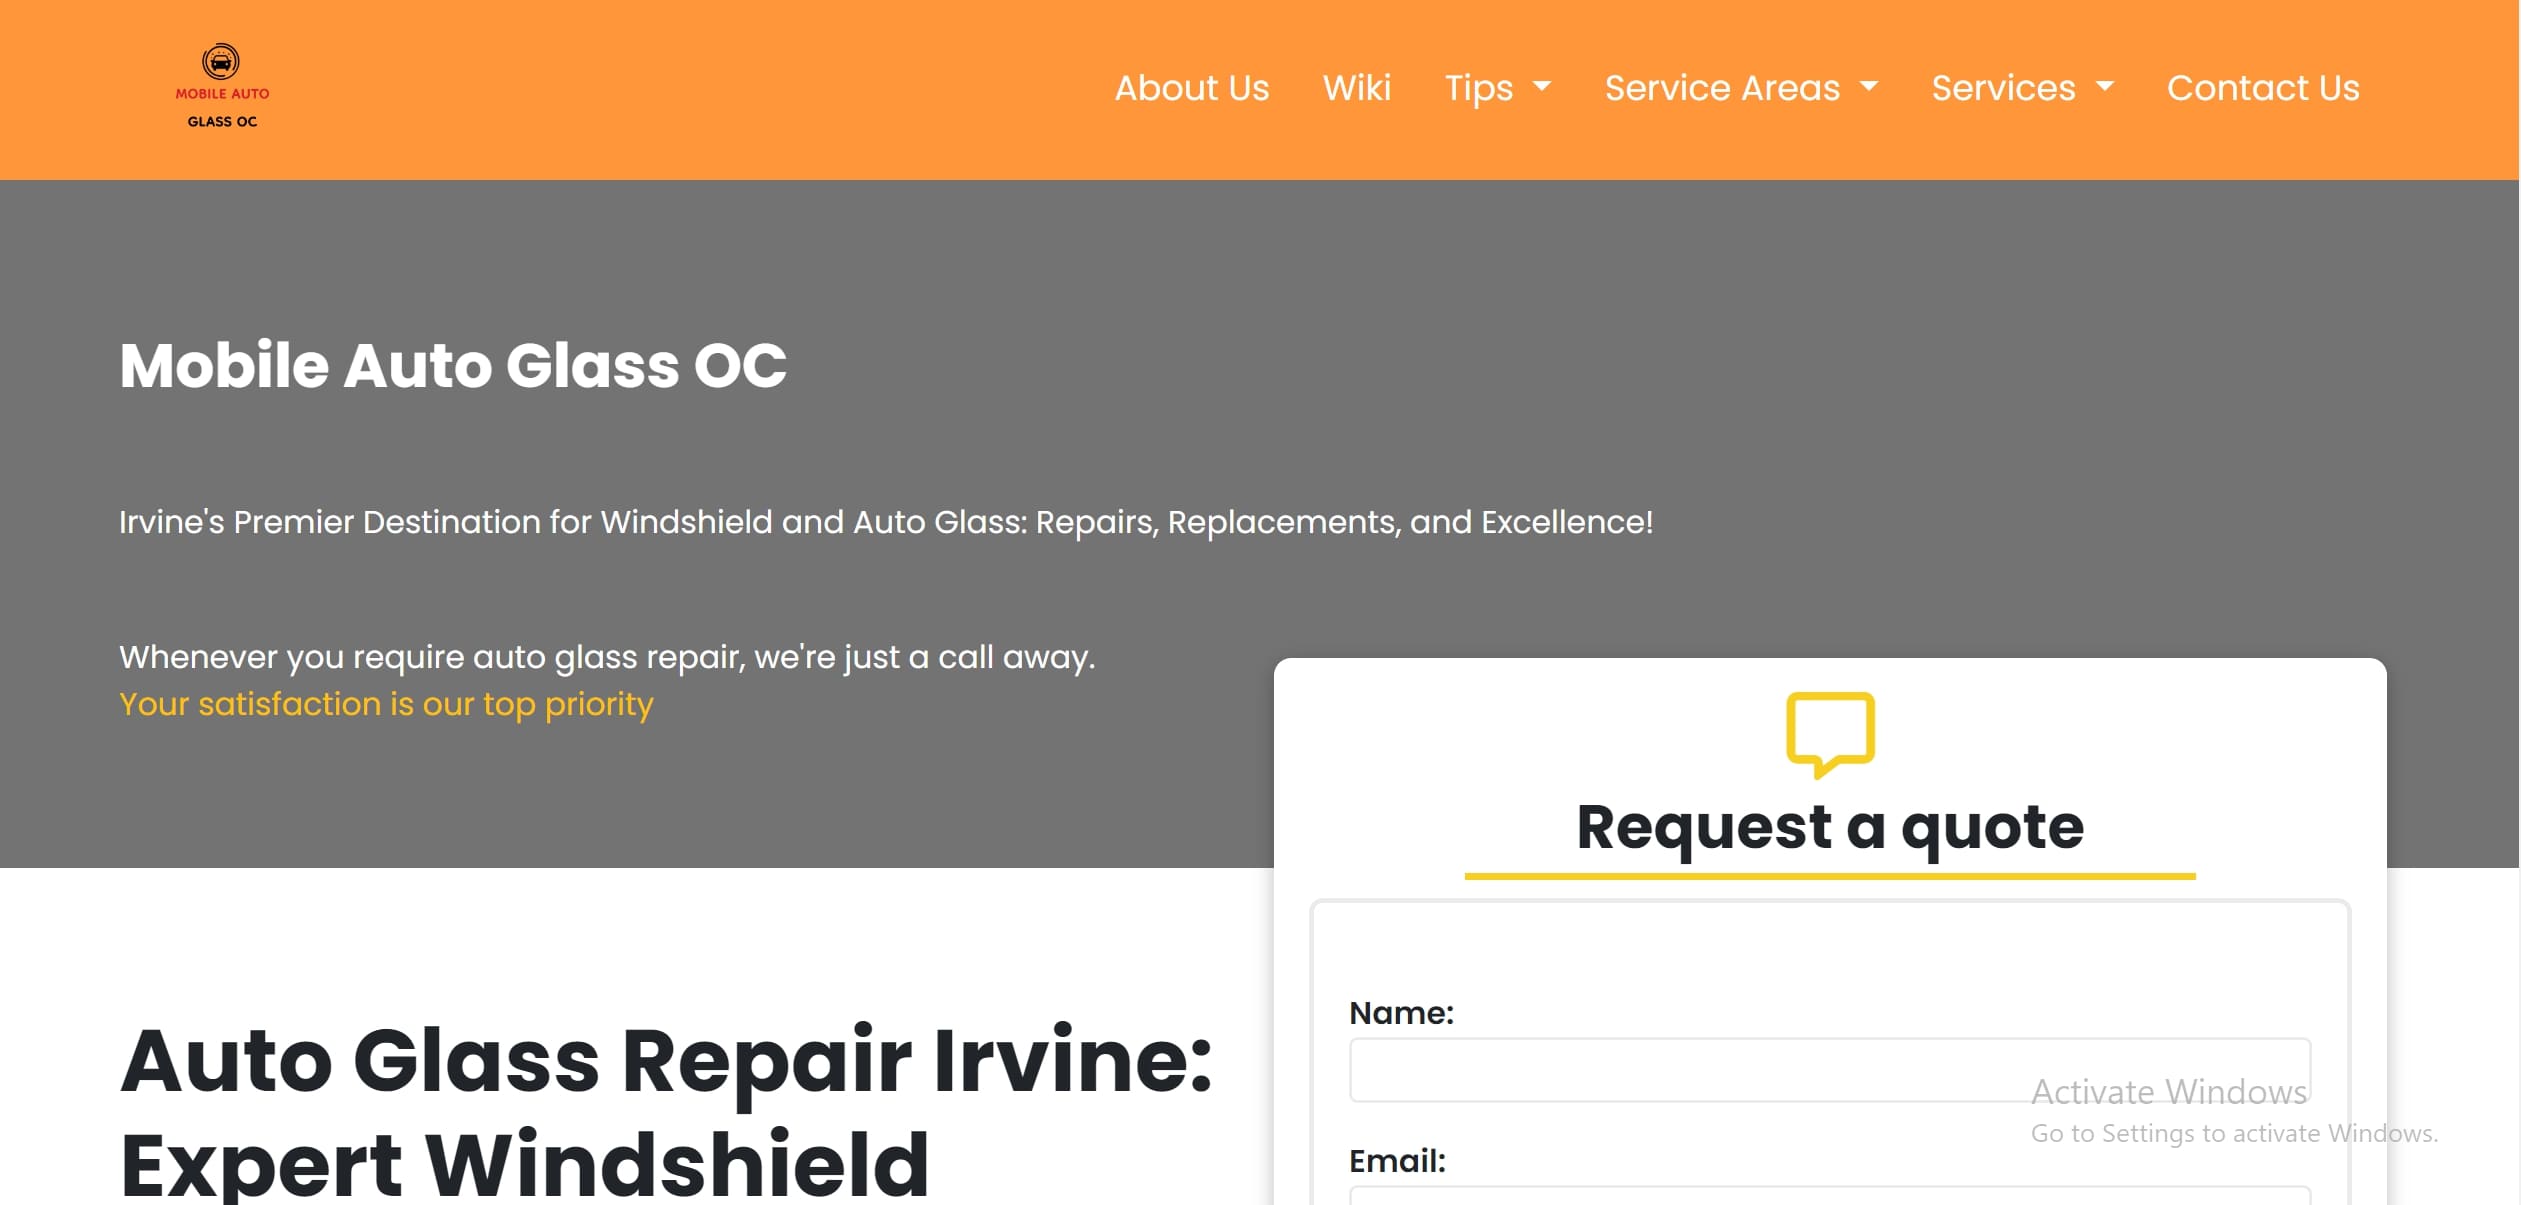 MOBILE AUTO
GLASS OC
About Us Wiki Tips Service Areas Services Contact Us
Mobile Auto Glass OC
Irvine's Premier Destination for Windshield and Auto Glass: Repairs, Replacements, and Excellence!
Whenever you require auto glass repair, we're just a call away.
Your satisfaction is our top priority
Request a quote
Name:
Email:
Auto Glass Repair Irvine:
Expert Windshield
Activate Windows
Go to Settings to activate Windows.